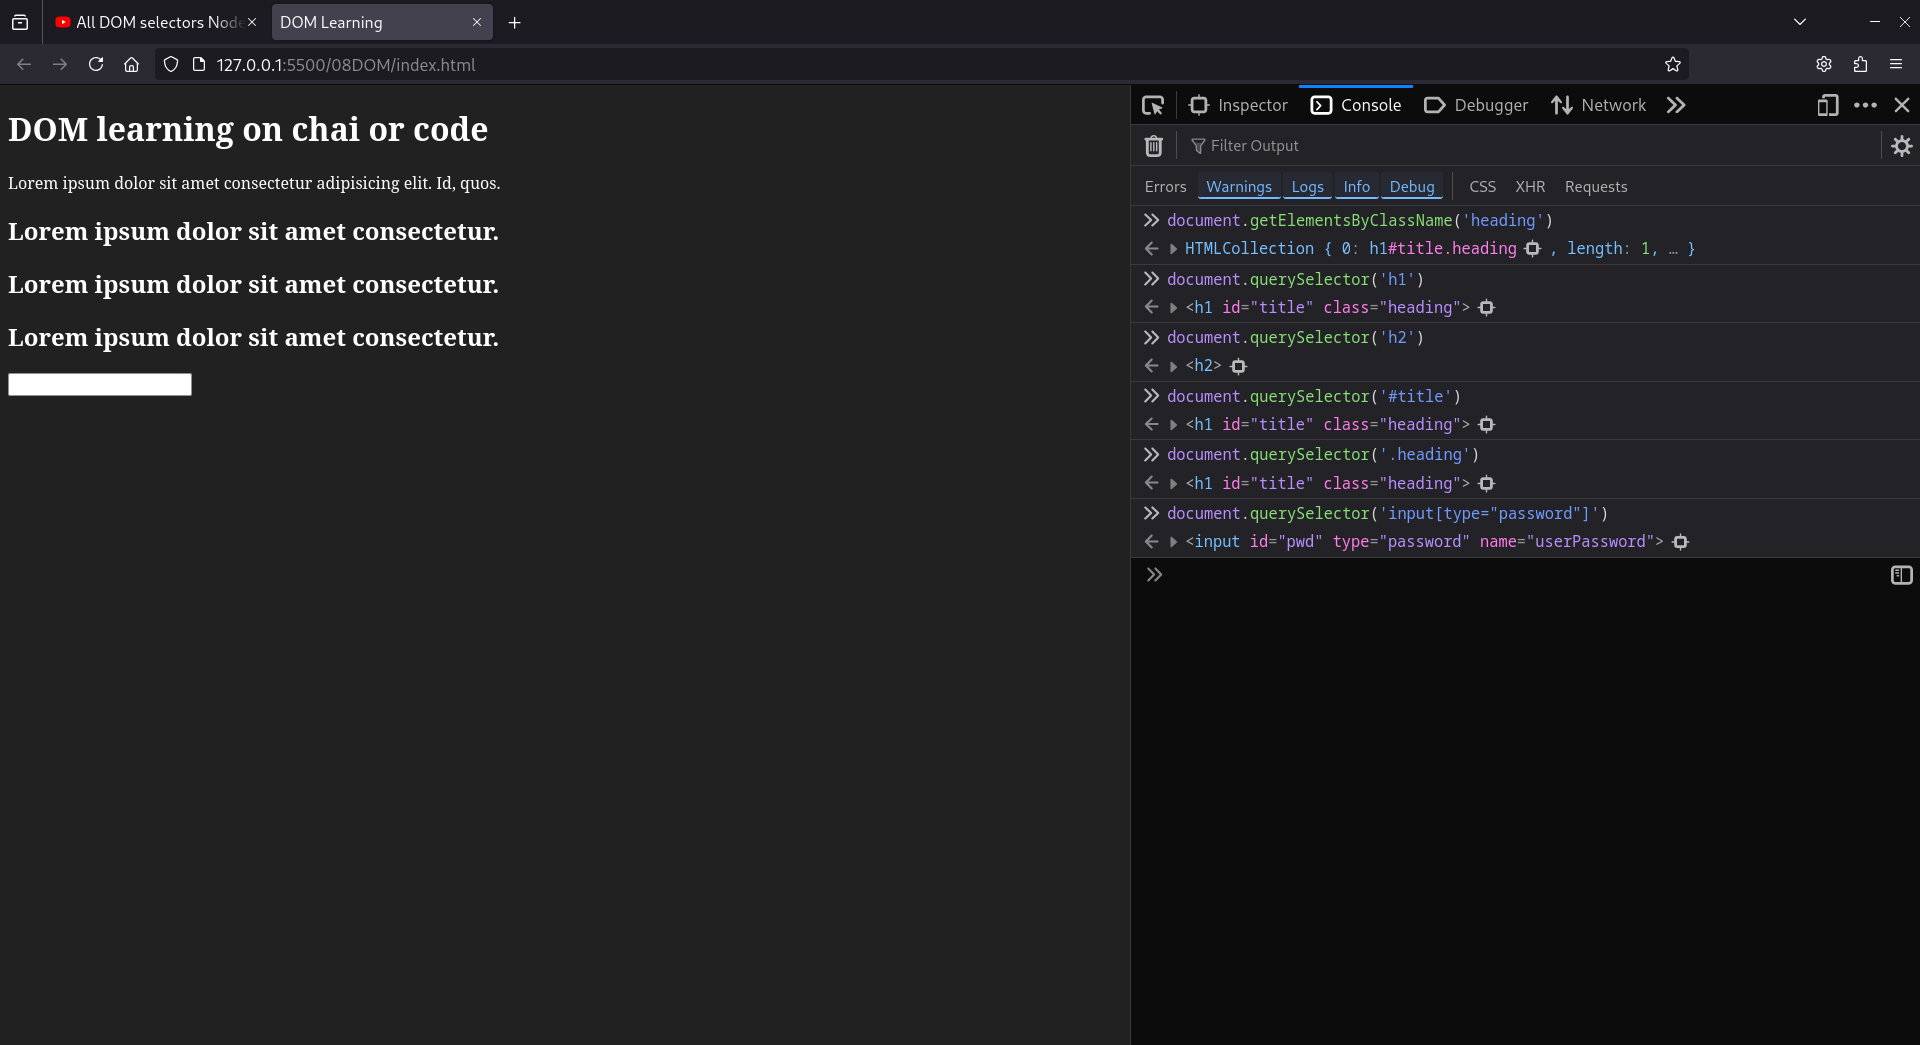 All DOM selectors Node
DOM Learning
127.0.0.1:5500/08DOM/index.html
DOM learning on chai or code
Lorem ipsum dolor sit amet consectetur adipisicing elit. Id, quos.
Lorem ipsum dolor sit amet consectetur.
Lorem ipsum dolor sit amet consectetur.
Lorem ipsum dolor sit amet consectetur.
Inspector Console Debugger Network
Filter Output
Errors Warnings Logs Info Debug CSS XHR Requests
document.getElementsByClassName('heading')
HTMLCollection { 0: h1#title.heading , length: 1, … }
document.querySelector('h1')
<h1 id="title" class="heading">
document.querySelector('h2')
<h2>
document.querySelector('#title')
<h1 id="title" class="heading">
document.querySelector('.heading')
<h1 id="title" class="heading">
document.querySelector('input[type="password"]')
<input id="pwd" type="password" name="userPassword">